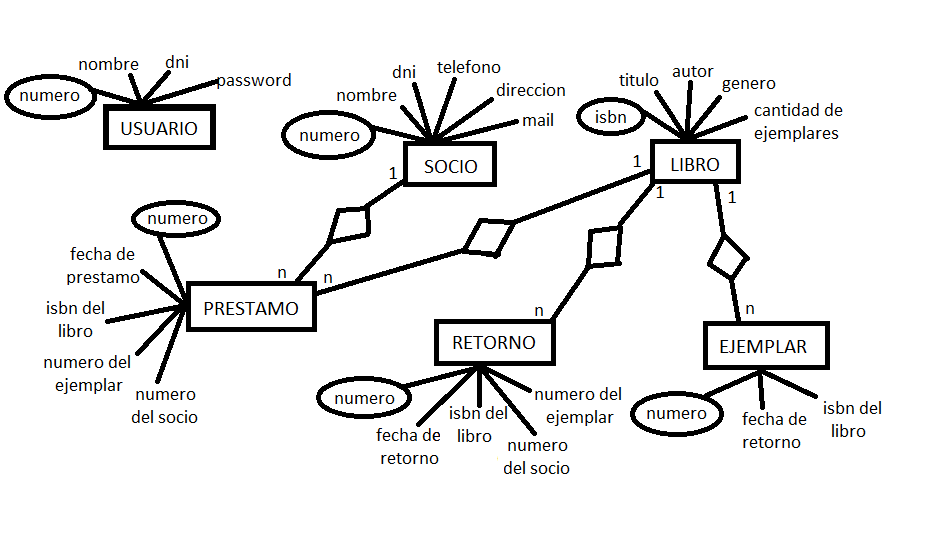 nombre
dni
password
numero
USUARIO
telefono
dni
direccion
nombre
mail
numero
SOCIO
autor
titulo
genero
isbn
cantidad de
ejemplares
LIBRO
1
1
1
1
numero
fecha de
prestamo
isbn del
libro
numero del
ejemplar
numero
del socio
PRESTAMO
n
n
n
RETORNO
numero
fecha de
retorno
isbn del
libro
numero
del socio
numero del
ejemplar
n
EJEMPLAR
numero
fecha de
retorno
isbn del
libro